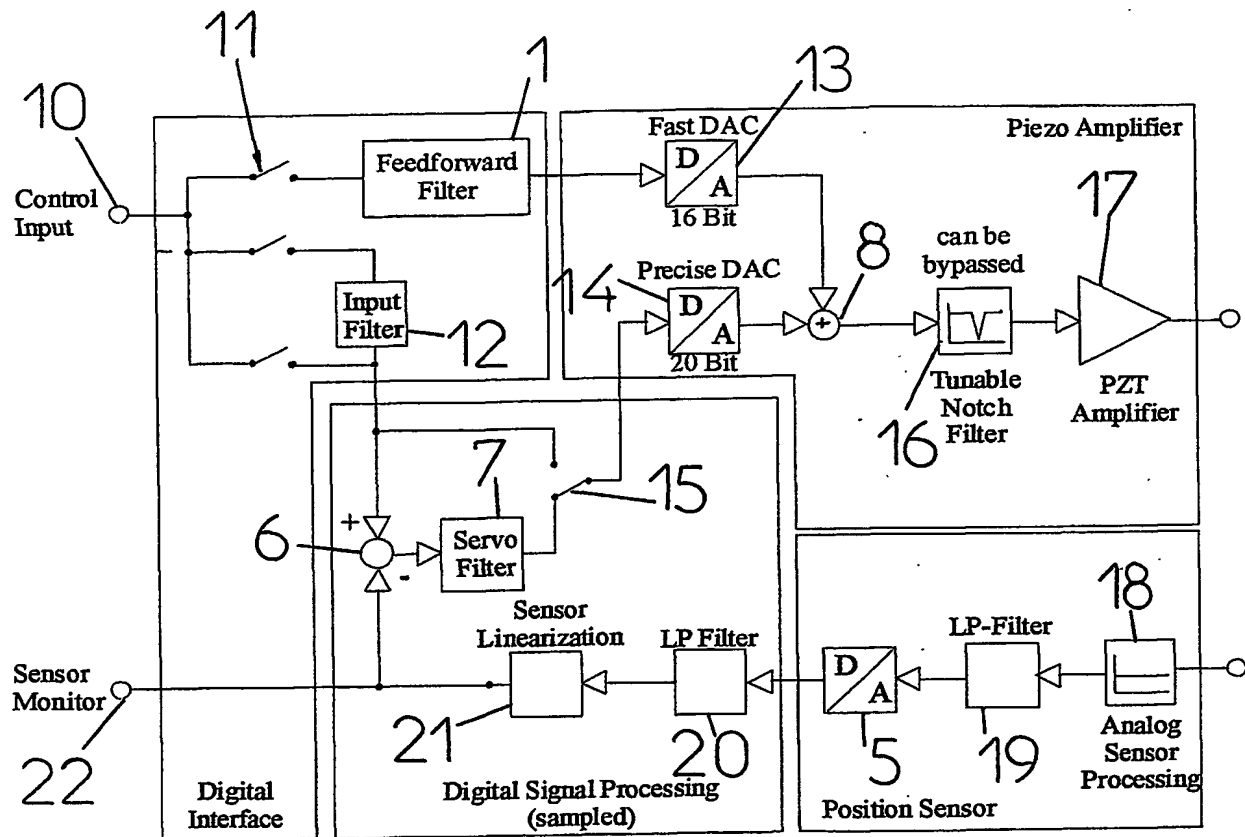 11
1
13
10
Fast DAC
Piezo Amplifier
Control
Input
Feedforward
Filter
D
A
16 Bit
17
can be
bypassed
8
Precise DAC
14
D
A
20 Bit
+
Input
Filter
12
Tunable
Notch
Filter
16
PZT
Amplifier
7
15
+
6
-
Servo
Filter
Sensor
Linearization
LP Filter
LP-Filter
18
D
A
Sensor
Monitor
22
21
20
5
19
Analog
Sensor
Processing
Digital
Interface
Digital Signal Processing
(sampled)
Position Sensor